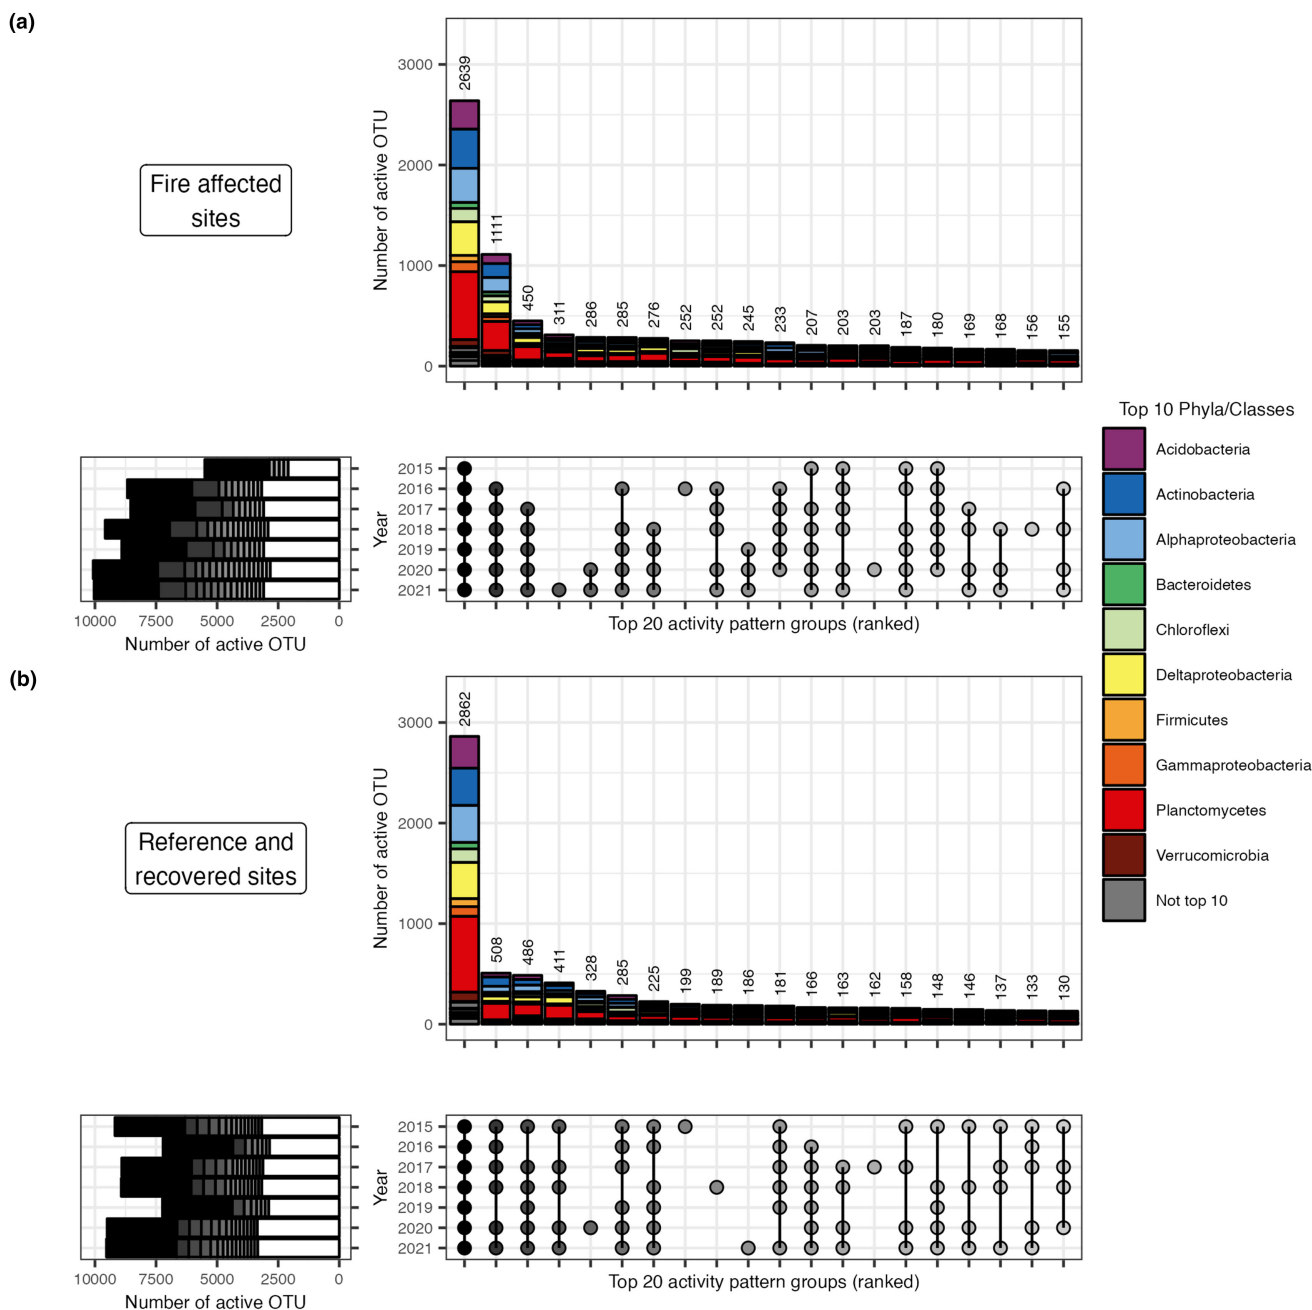 (a)
Fire affected
sites
Number of active OTU
3000
2000
1000
0
2639
1111
450
311
286
285
276
252
252
245
233
207
203
203
187
180
169
168
156
155
Year
2015
2016
2017
2018
2019
2020
2021
10000 7500 5000 2500 0
Number of active OTU
Top 20 activity pattern groups (ranked)
Top 10 Phyla/Classes
Acidobacteria
Actinobacteria
Alphaproteobacteria
Bacteroidetes
Chloroflexi
Deltaproteobacteria
Firmicutes
Gammaproteobacteria
Planctomycetes
Verrucomicrobia
Not top 10
(b)
Reference and
recovered sites
Number of active OTU
3000
2000
1000
0
2862
508
486
411
328
285
225
199
189
186
181
166
163
162
158
148
146
137
133
130
Year
2015
2016
2017
2018
2019
2020
2021
10000 7500 5000 2500 0
Number of active OTU
Top 20 activity pattern groups (ranked)